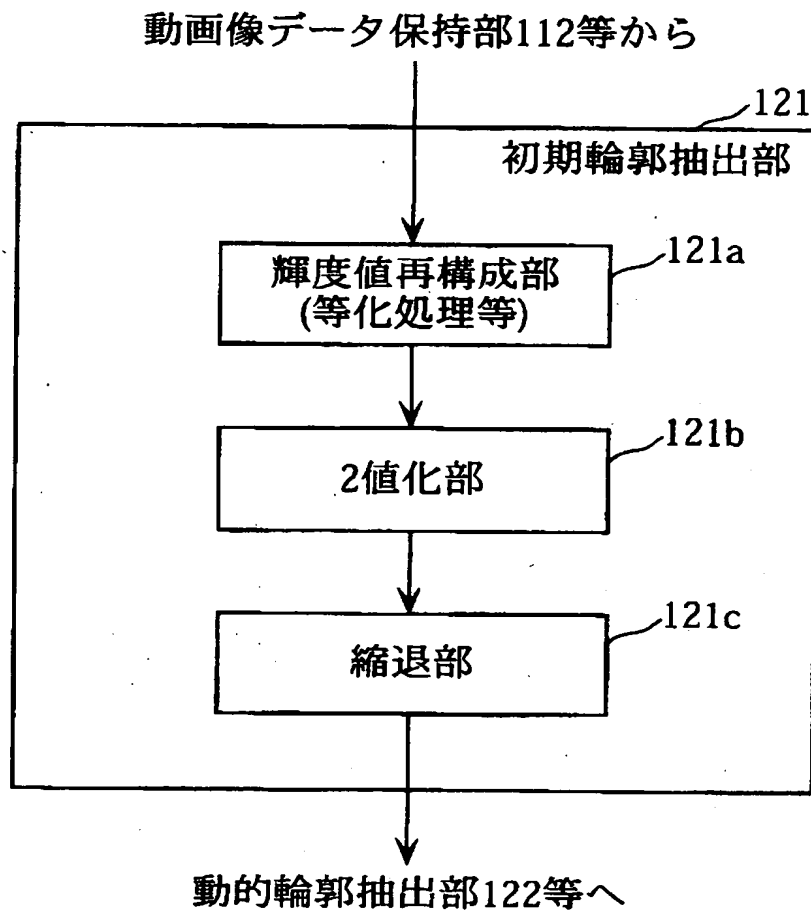 動画像データ保持部112等から
121
初期輪郭抽出部
輝度値再構成部
(等化処理等)
121a
2値化部
121b
縮退部
121c
動的輪郭抽出部122等へ